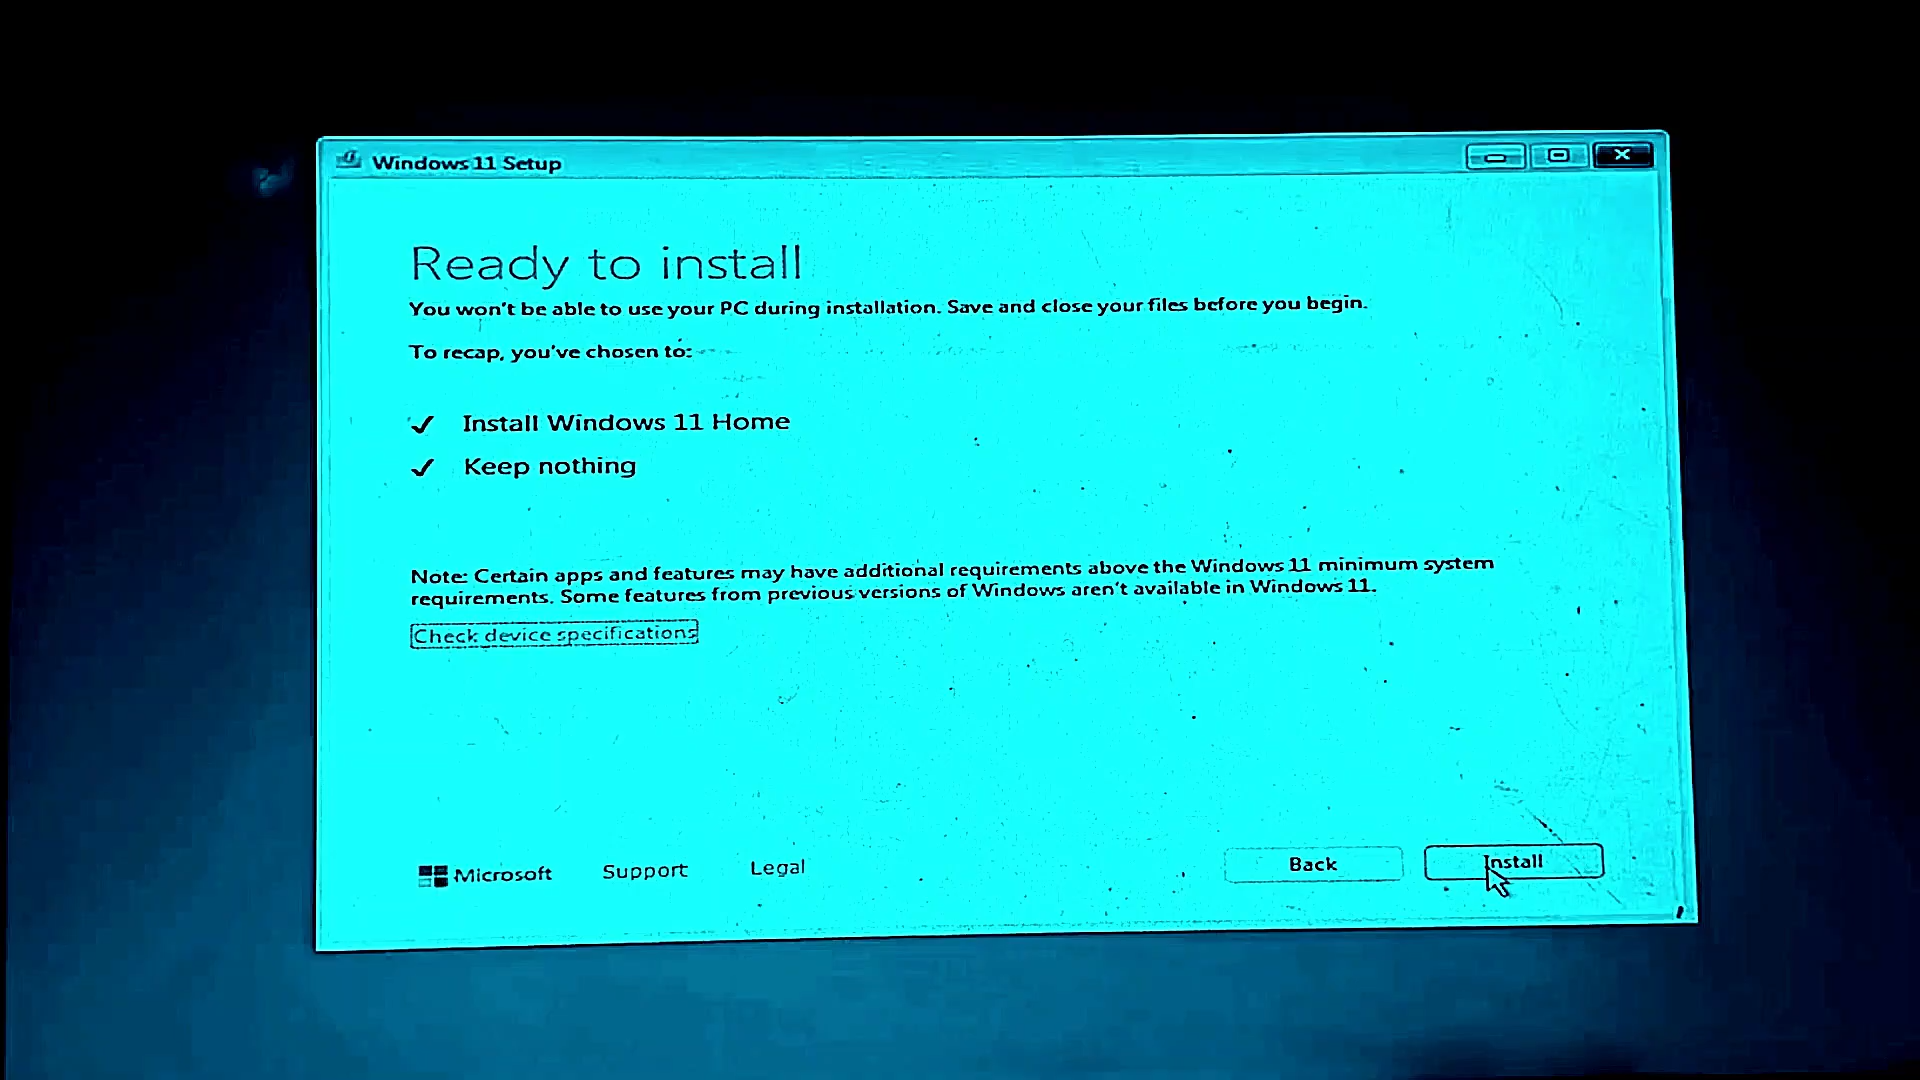 Windows 11 Setup
Ready to install
You won't be able to use your PC during installation. Save and close your files before you begin.
To recap, you've chosen to:
Install Windows 11 Home
Keep nothing
Note: Certain apps and features may have additional requirements above the Windows 11 minimum system
requirements. Some features from previous versions of Windows aren't available in Windows 11.
Check device specifications
Microsoft Support Legal Back Install